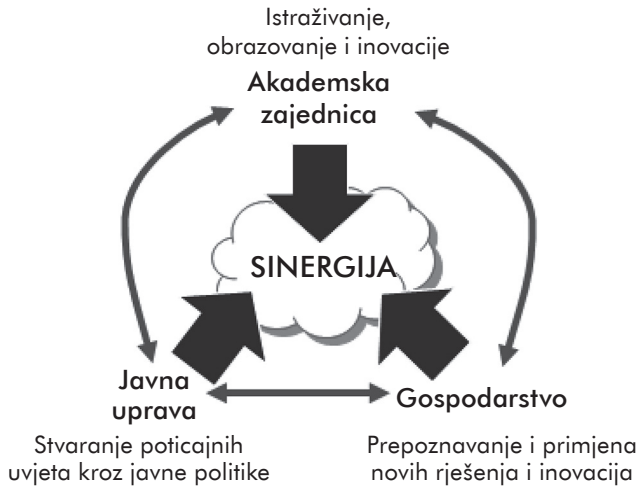 Istraživanje,
obrazovanje i inovacije
Akademska
zajednica
SINERGIJA
Javna
uprava
Stvaranje poticajnih
uvjeta kroz javne politike
Gospodarstvo
Prepoznavanje i primjena
novih rješenja i inovacija